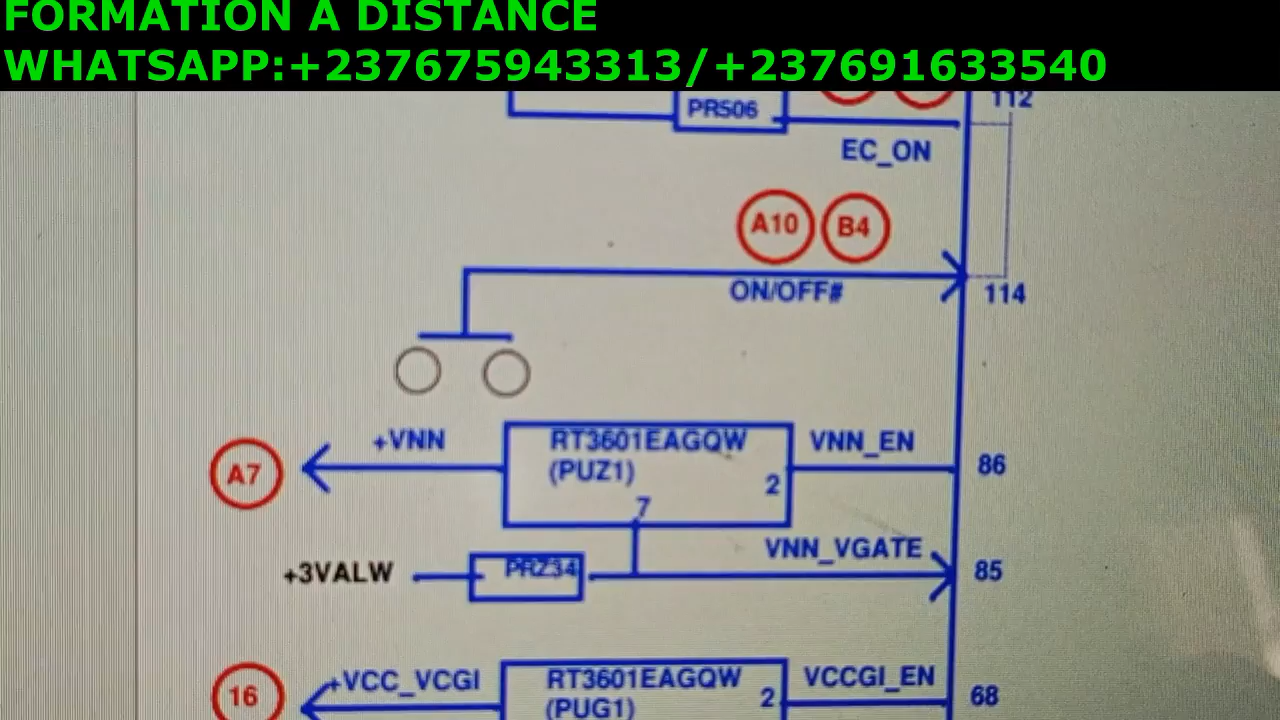 FORMATION A DISTANCE
WHATSAPP:+237675943313/+237691633540
112
PR506
EC_ON
A10 B4
ON/OFF#
114
+VNN
RT3601EAGQW
VNN_EN
86
A7
(PUZ1)
2
7
VNN_VGATE
+3VALW
PRZ34
85
+VCC_VCGI
RT3601EAGQW
VCCGI_EN
16
2
68
(PUG1)